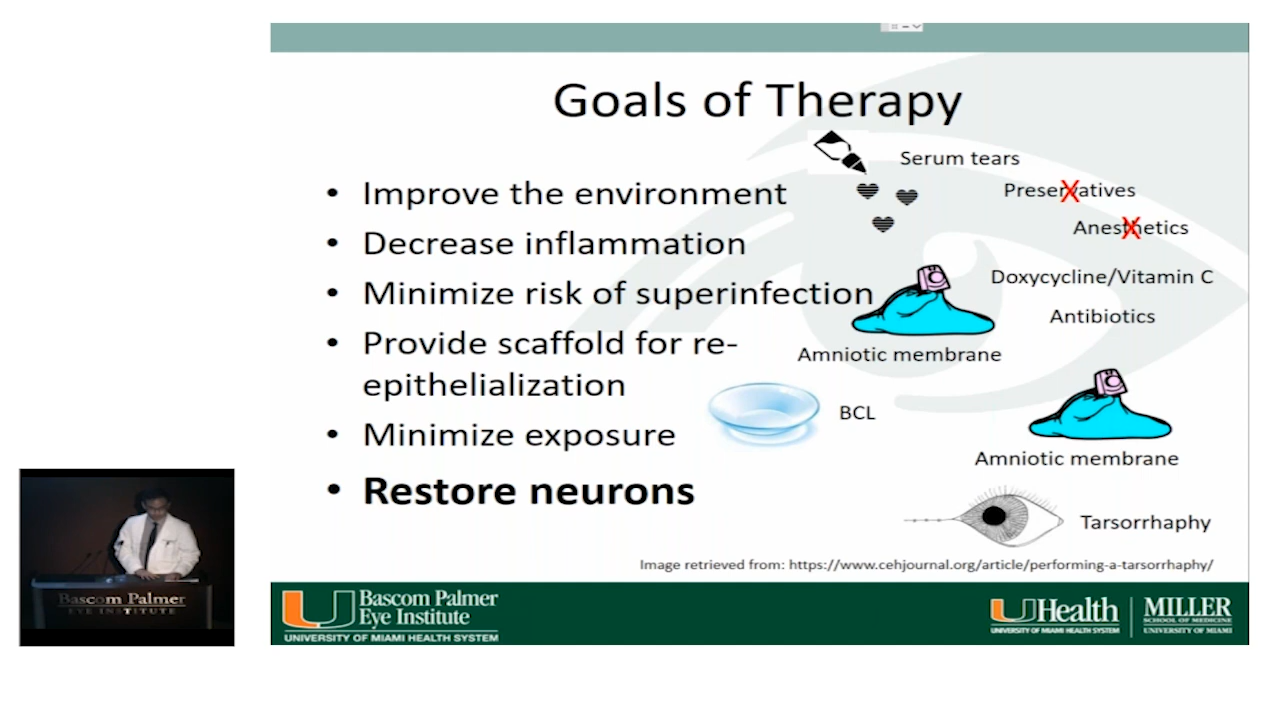 Goals of Therapy
• Improve the environment
• Decrease inflammation
• Minimize risk of superinfection
• Provide scaffold for re-
epithelialization
• Minimize exposure
• Restore neurons
Serum tears
Preservatives
Anesthetics
Doxycycline/Vitamin C
Antibiotics
Amniotic membrane
BCL
Amniotic membrane
Tarsorrhaphy
Image retrieved from: https://www.cehjournal.org/article/performing-a-tarsorrhaphy/
Bascom Palmer
Eye Institute
UNIVERSITY OF MIAMI HEALTH SYSTEM
UHealth
UNIVERSITY OF MIAMI HEALTH SYSTEM
MILLER
SCHOOL OF MEDICINE
UNIVERSITY OF MIAMI
Bascom Palmer
EYE INSTITUTE